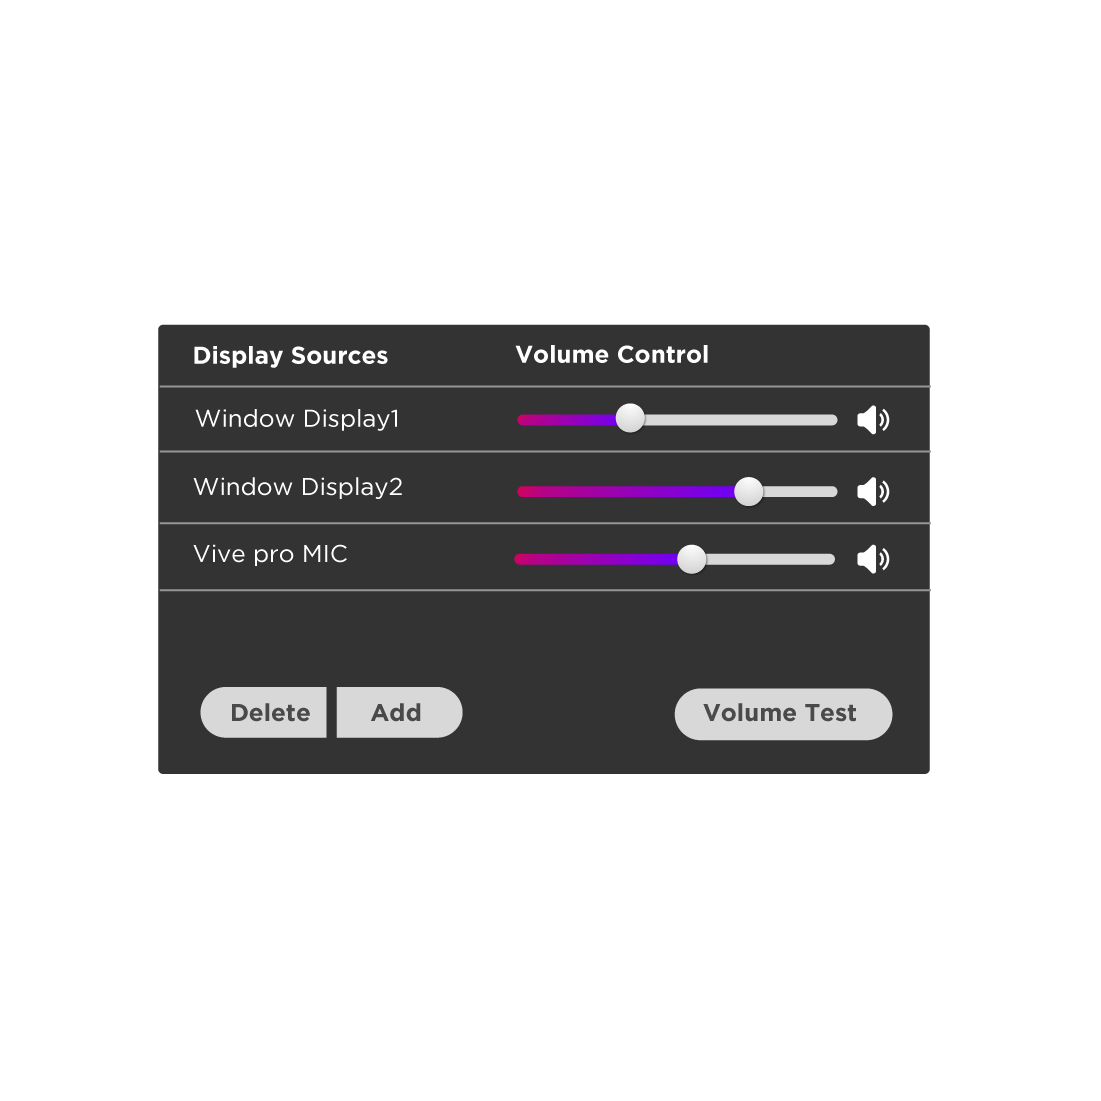 Display Sources Volume Control
Window Display1
Window Display2
Vive pro MIC
Delete Add Volume Test